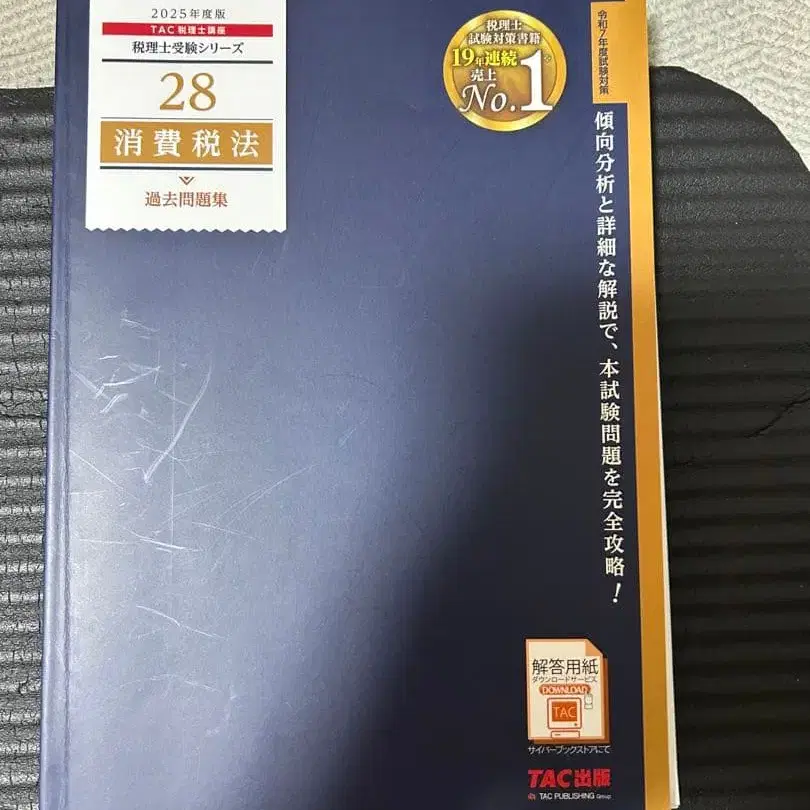 2025年度版
TAC税理士講座
税理士受験シリーズ
28
消費税法
過去問題集
税理士
試験対策書籍
19年連続※
売上
No.1
令和7年度試験対策
傾向分析と詳細な解説で、本試験問題を完全攻略!
解答用紙
ダウンロードサービス
DOWNLOAD
TAC
サイバーブックストアにて
TAC出版
TAC PUBLISHING Group